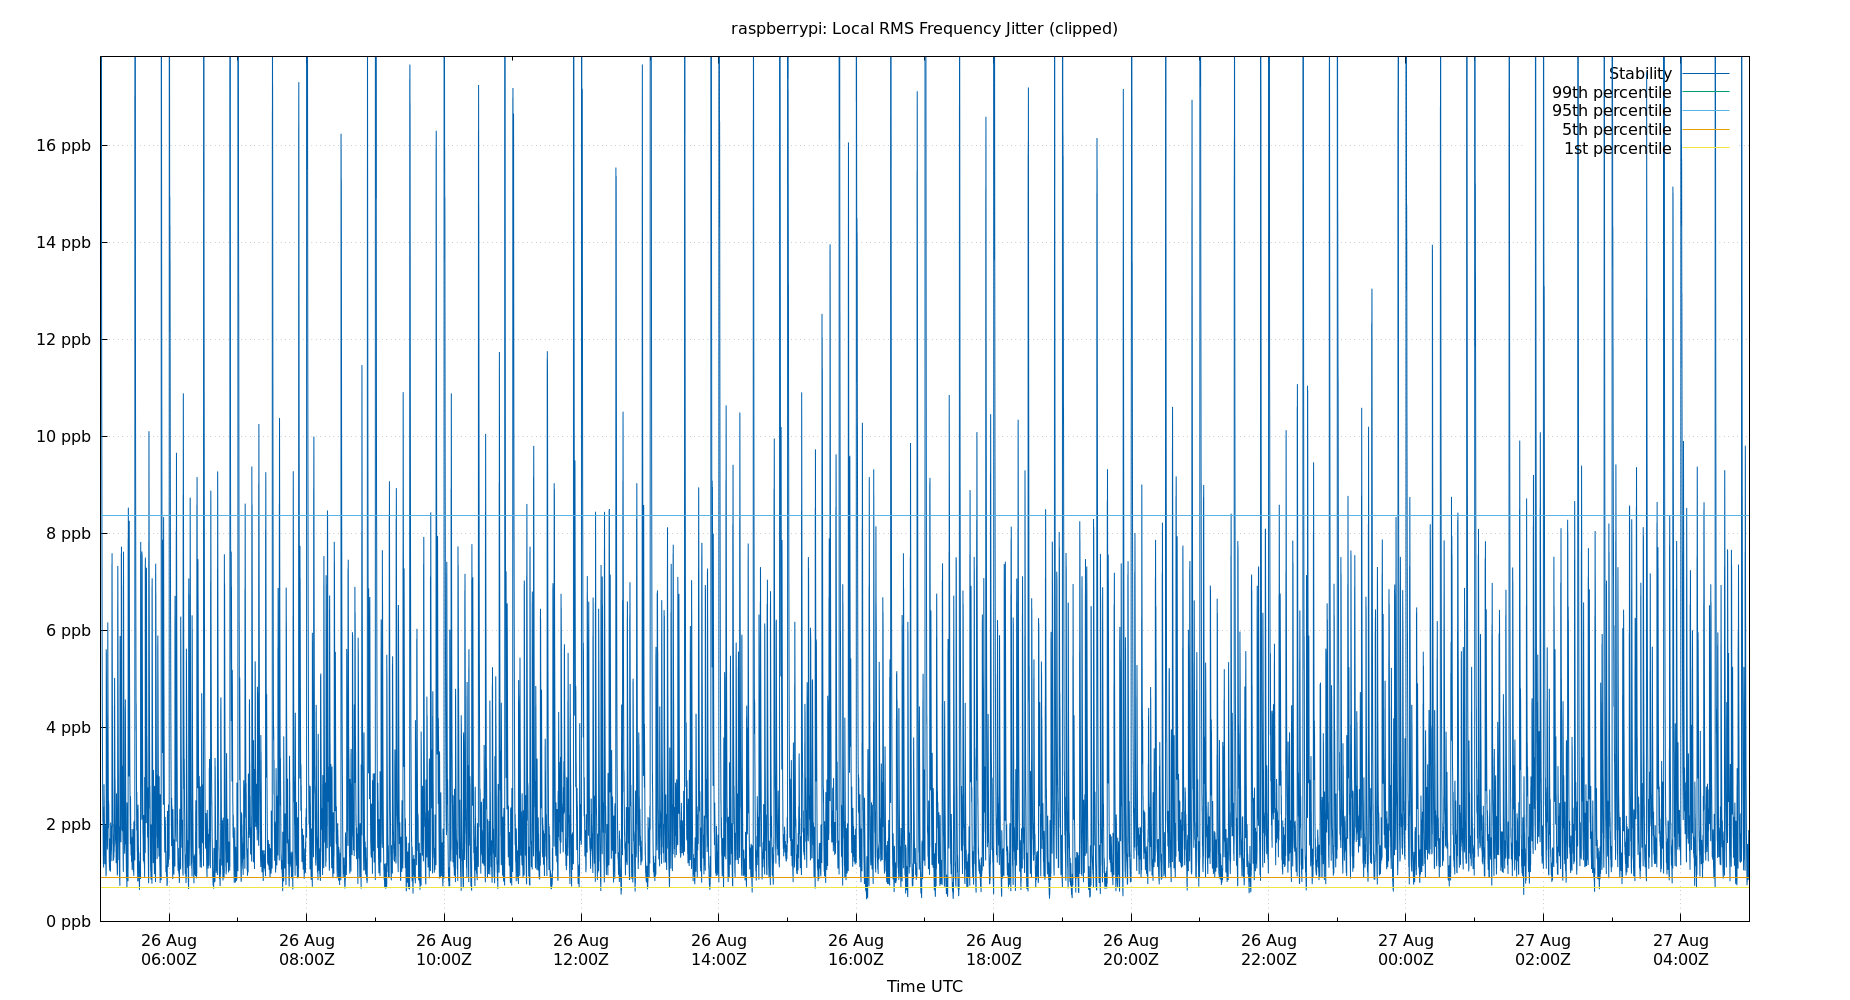 raspberrypi: Local RMS Frequency Jitter (clipped)
Stability
99th percentile
95th percentile
5th percentile
1st percentile
16 ppb
14 ppb
12 ppb
10 ppb
8 ppb
6 ppb
4 ppb
2 ppb
0 ppb
26 Aug 26 Aug 26 Aug 26 Aug 26 Aug 26 Aug 26 Aug 26 Aug 26 Aug 27 Aug 27 Aug 27 Aug
06:00Z 08:00Z 10:00Z 12:00Z 14:00Z 16:00Z 18:00Z 20:00Z 22:00Z 00:00Z 02:00Z 04:00Z
Time UTC